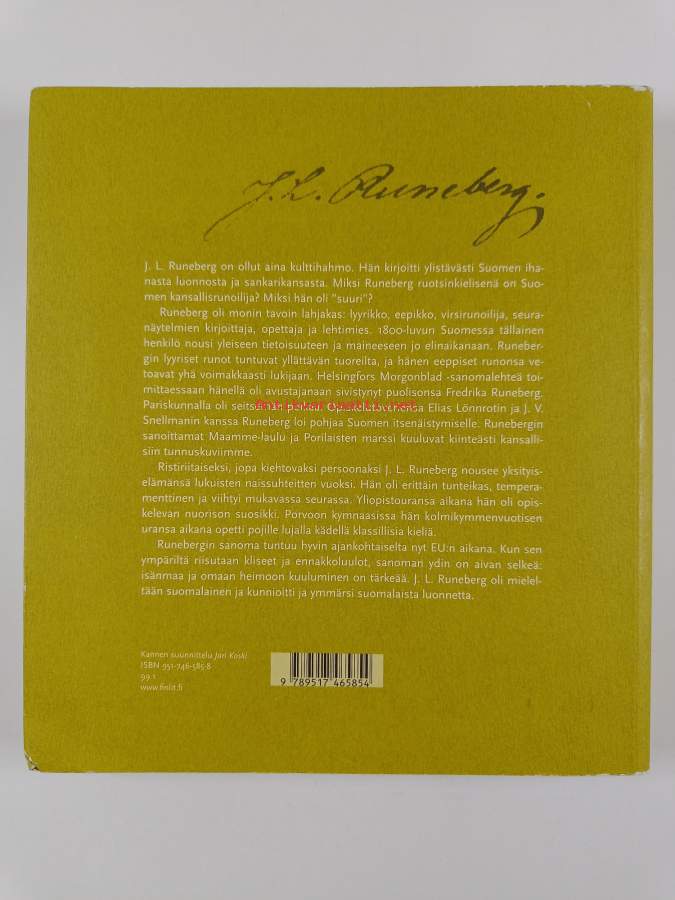 J. L. Runeberg.
J. L. Runeberg on ollut aina kulttihahmo. Hän kirjoitti ylistävästi Suomen iha-
nasta luonnosta ja sankarikansasta. Miksi Runeberg ruotsinkielisenä on Suo-
men kansallisrunoilija? Miksi hän oli "suuri"?
Runeberg oli monin tavoin lahjakas: lyyrikko, eepikko, virsirunoilija, seura-
näytelmien kirjoittaja, opettaja ja lehtimies. 1800-luvun Suomessa tällainen
henkilö nousi yleiseen tietoisuuteen ja maineeseen jo elinaikanaan. Runeber-
gin lyyriset runot tuntuvat yllättävän tuoreilta, ja hänen eeppiset runonsa ve-
toavat yhä voimakkaasti lukijaan. Helsingfors Morgonblad -sanomalehteä toi-
mittaessaan hänellä oli avustajanaan sivistynyt puolisonsa Fredrika Runeberg.
Pariskunnalla oli seitsemän poikaa. Opiskelutovereina Elias Lönnrotin ja J. V.
antikvariaatti.net
Snellmanin kanssa Runeberg loi pohjaa Suomen itsenäistymiselle. Runebergin
sanoittamat Maamme-laulu ja Porilaisten marssi kuuluvat kiinteästi kansalli-
siin tunnuskuviimme.
Ristiriitaiseksi, jopa kiehtovaksi persoonaksi J. L. Runeberg nousee yksityis-
elämänsä lukuisten naissuhteitten vuoksi. Hän oli erittäin tunteikas, tempera-
menttinen ja viihtyi mukavassa seurassa. Yliopistouransa aikana hän oli opis-
kelevan nuorison suosikki. Porvoon kymnaasissa hän kolmikymmenvuotisen
uransa aikana opetti pojille lujalla kädellä klassillisia kieliä.
Runebergin sanoma tuntuu hyvin ajankohtaiselta nyt EU:n aikana. Kun sen
ympäriltä riisutaan kliseet ja ennakkoluulot, sanoman ydin on aivan selkeä:
isänmaa ja omaan heimoon kuuluminen on tärkeää. J. L. Runeberg oli mielel-
tään suomalainen ja kunnioitti ja ymmärsi suomalaista luonnetta.
Kannen suunnittelu Jari Koski
ISBN 951-746-585-8
99.1
www.finlit.fi
9 789517 465854